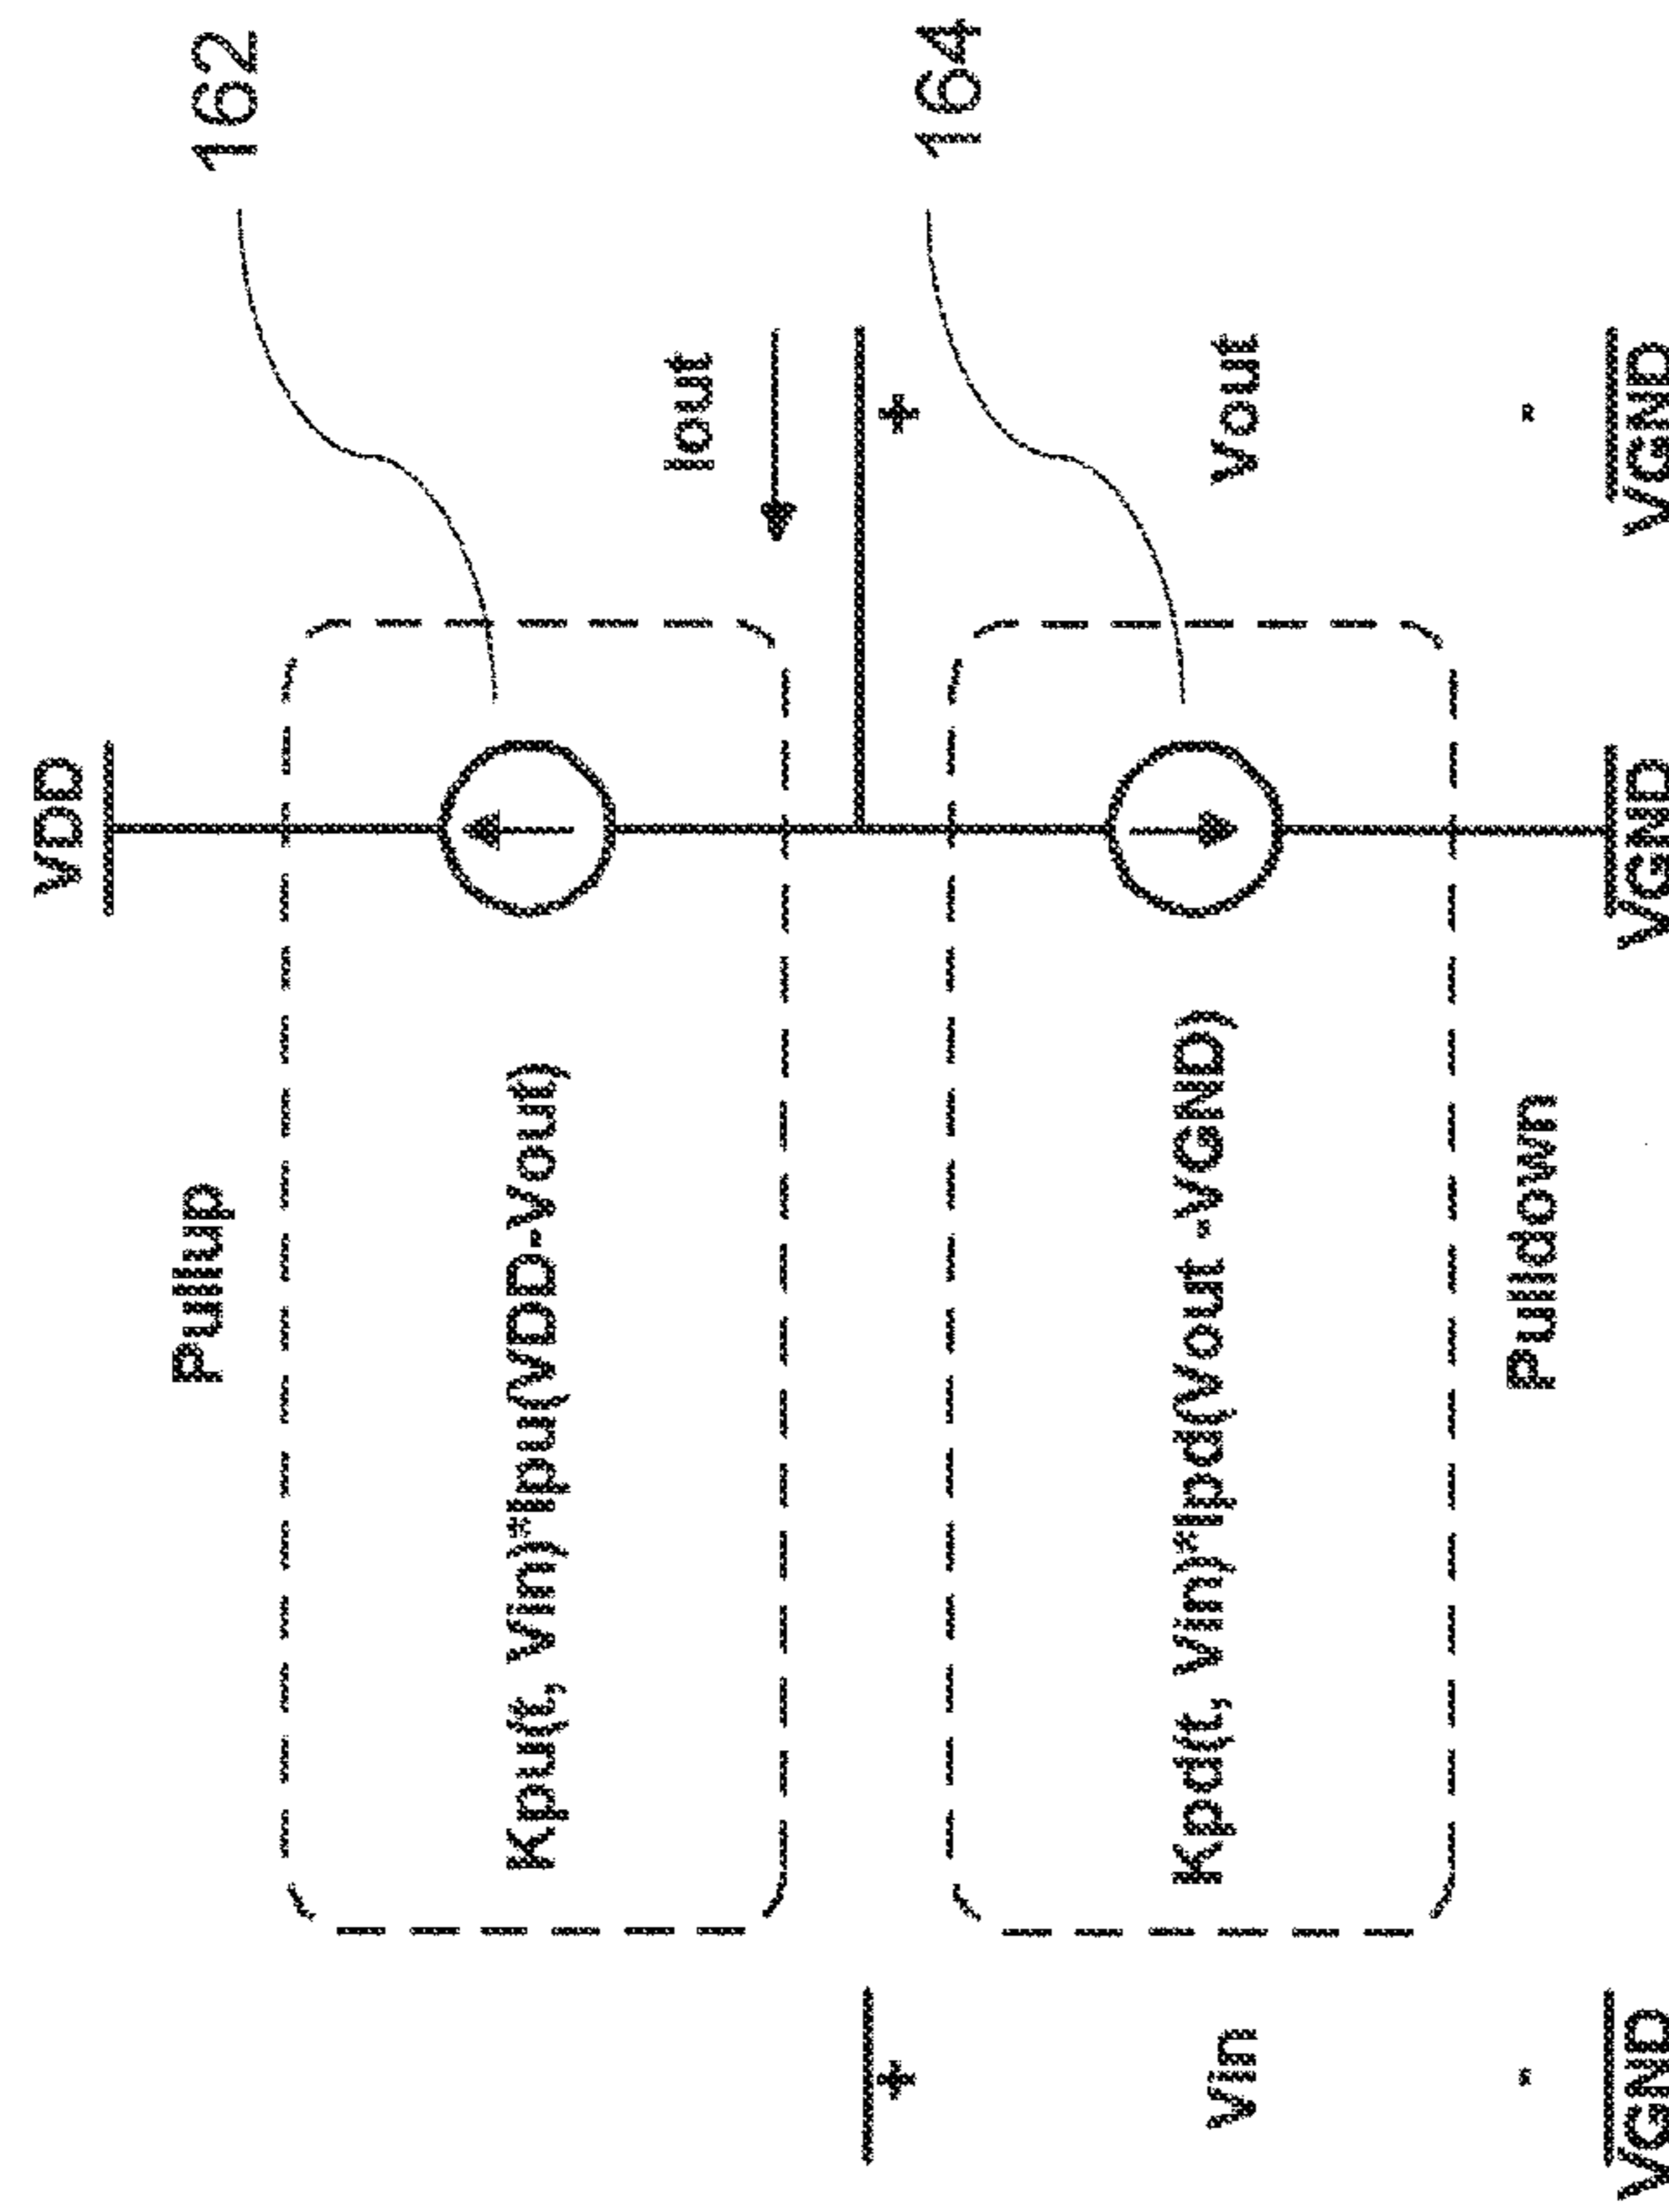 VDD
162
Pullup
Kpu(t, Vin)*Ipu(VDD-Vout)
Iout
+
+
164
Kpd(t, Vin)*Ipd(Vout -VGND)
Vin
Vout
Pulldown
-
-
VGND
VGND
VGND